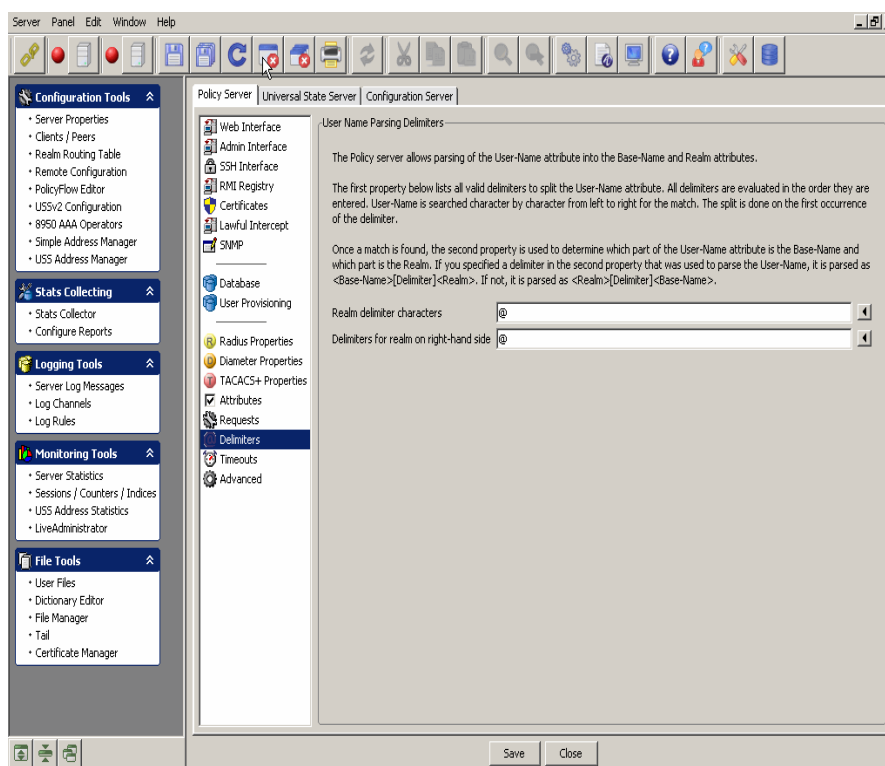 Server Panel Edit Window Help
Configuration Tools
• Server Properties
• Clients / Peers
• Realm Routing Table
• Remote Configuration
• PolicyFlow Editor
• USSv2 Configuration
• 8950 AAA Operators
• Simple Address Manager
• USS Address Manager
Stats Collecting
• Stats Collector
• Configure Reports
Logging Tools
• Server Log Messages
• Log Channels
• Log Rules
Monitoring Tools
• Server Statistics
• Sessions / Counters / Indices
• USS Address Statistics
• LiveAdministrator
File Tools
• User Files
• Dictionary Editor
• File Manager
• Tail
• Certificate Manager
Policy Server Universal State Server Configuration Server
Web Interface
Admin Interface
SSH Interface
RMI Registry
Certificates
Lawful Intercept
SNMP
Database
User Provisioning
Radius Properties
Diameter Properties
TACACS+ Properties
Attributes
Requests
Delimiters
Timeouts
Advanced
User Name Parsing Delimiters
The Policy server allows parsing of the User-Name attribute into the Base-Name and Realm attributes.
The first property below lists all valid delimiters to split the User-Name attribute. All delimiters are evaluated in the order they are
entered. User-Name is searched character by character from left to right for the match. The split is done on the first occurrence
of the delimiter.
Once a match is found, the second property is used to determine which part of the User-Name attribute is the Base-Name and
which part is the Realm. If you specified a delimiter in the second property that was used to parse the User-Name, it is parsed as
<Base-Name>[Delimiter]<Realm>. If not, it is parsed as <Realm>[Delimiter]<Base-Name>.
Realm delimiter characters @
Delimiters for realm on right-hand side @
Save Close